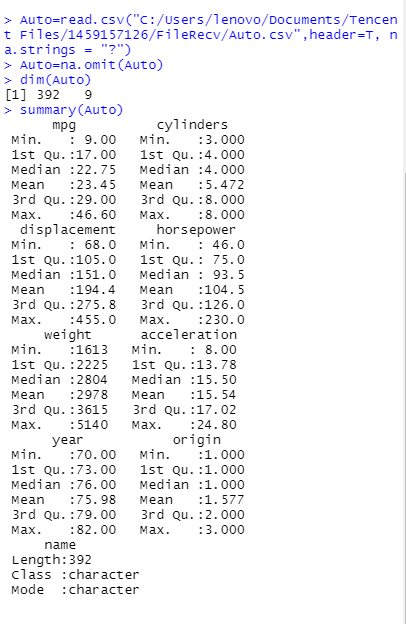 > Auto=read.csv("C:/Users/lenovo/Documents/Tencen
t Files/1459157126/FileRecv/Auto.csv",header=T, n
a.strings = "?")
> Auto=na.omit(Auto)
> dim(Auto)
[1] 392   9
> summary(Auto)
      mpg          cylinders
 Min.   : 9.00   Min.   :3.000
 1st Qu.:17.00   1st Qu.:4.000
 Median :22.75   Median :4.000
 Mean   :23.45   Mean   :5.472
 3rd Qu.:29.00   3rd Qu.:8.000
 Max.   :46.60   Max.   :8.000
  displacement     horsepower
 Min.   : 68.0   Min.   : 46.0
 1st Qu.:105.0   1st Qu.: 75.0
 Median :151.0   Median : 93.5
 Mean   :194.4   Mean   :104.5
 3rd Qu.:275.8   3rd Qu.:126.0
 Max.   :455.0   Max.   :230.0
     weight      acceleration
 Min.   :1613   Min.   : 8.00
 1st Qu.:2225   1st Qu.:13.78
 Median :2804   Median :15.50
 Mean   :2978   Mean   :15.54
 3rd Qu.:3615   3rd Qu.:17.02
 Max.   :5140   Max.   :24.80
      year           origin
 Min.   :70.00   Min.   :1.000
 1st Qu.:73.00   1st Qu.:1.000
 Median :76.00   Median :1.000
 Mean   :75.98   Mean   :1.577
 3rd Qu.:79.00   3rd Qu.:2.000
 Max.   :82.00   Max.   :3.000
     name
 Length:392
 Class :character
 Mode  :character